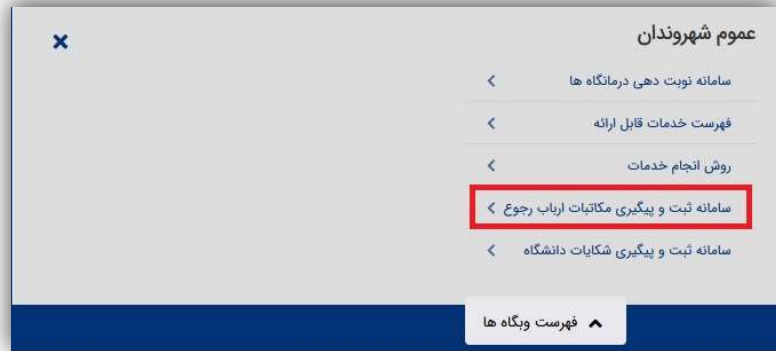 عموم شهروندان
سامانه نوبت دهی درمانگاه ها
فهرست خدمات قابل ارائه
روش انجام خدمات
سامانه ثبت و پیگیری مکاتبات ارباب رجوع
سامانه ثبت و پیگیری شکایات دانشگاه
فهرست وبگاه ها